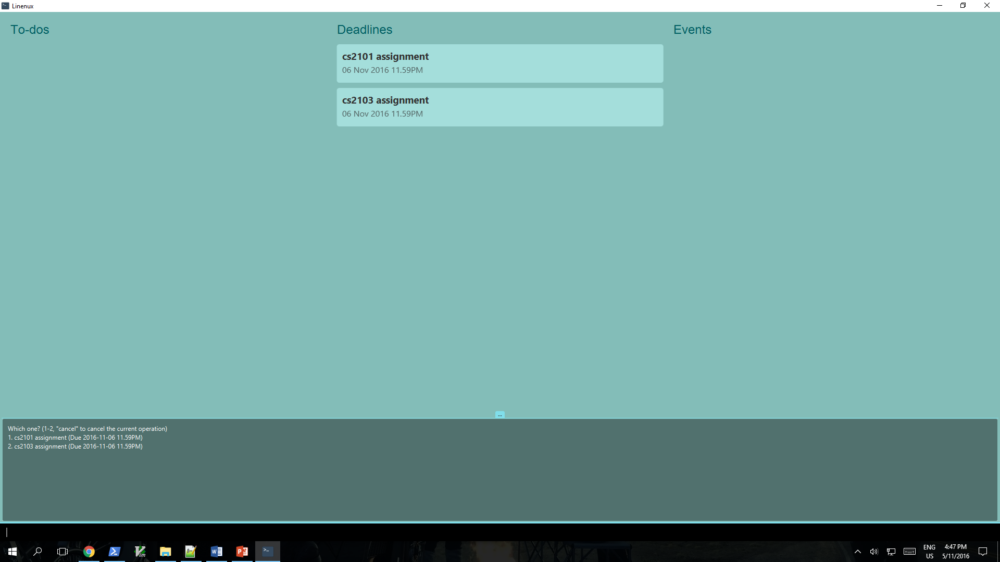 Linenux
To-dos
Deadlines
Events
cs2101 assignment
06 Nov 2016 11.59PM
cs2103 assignment
06 Nov 2016 11.59PM
...
Which one? (1-2, "cancel" to cancel the current operation)
1. cs2101 assignment (Due 2016-11-06 11.59PM)
2. cs2103 assignment (Due 2016-11-06 11.59PM)
ENG
US
4:47 PM
5/11/2016